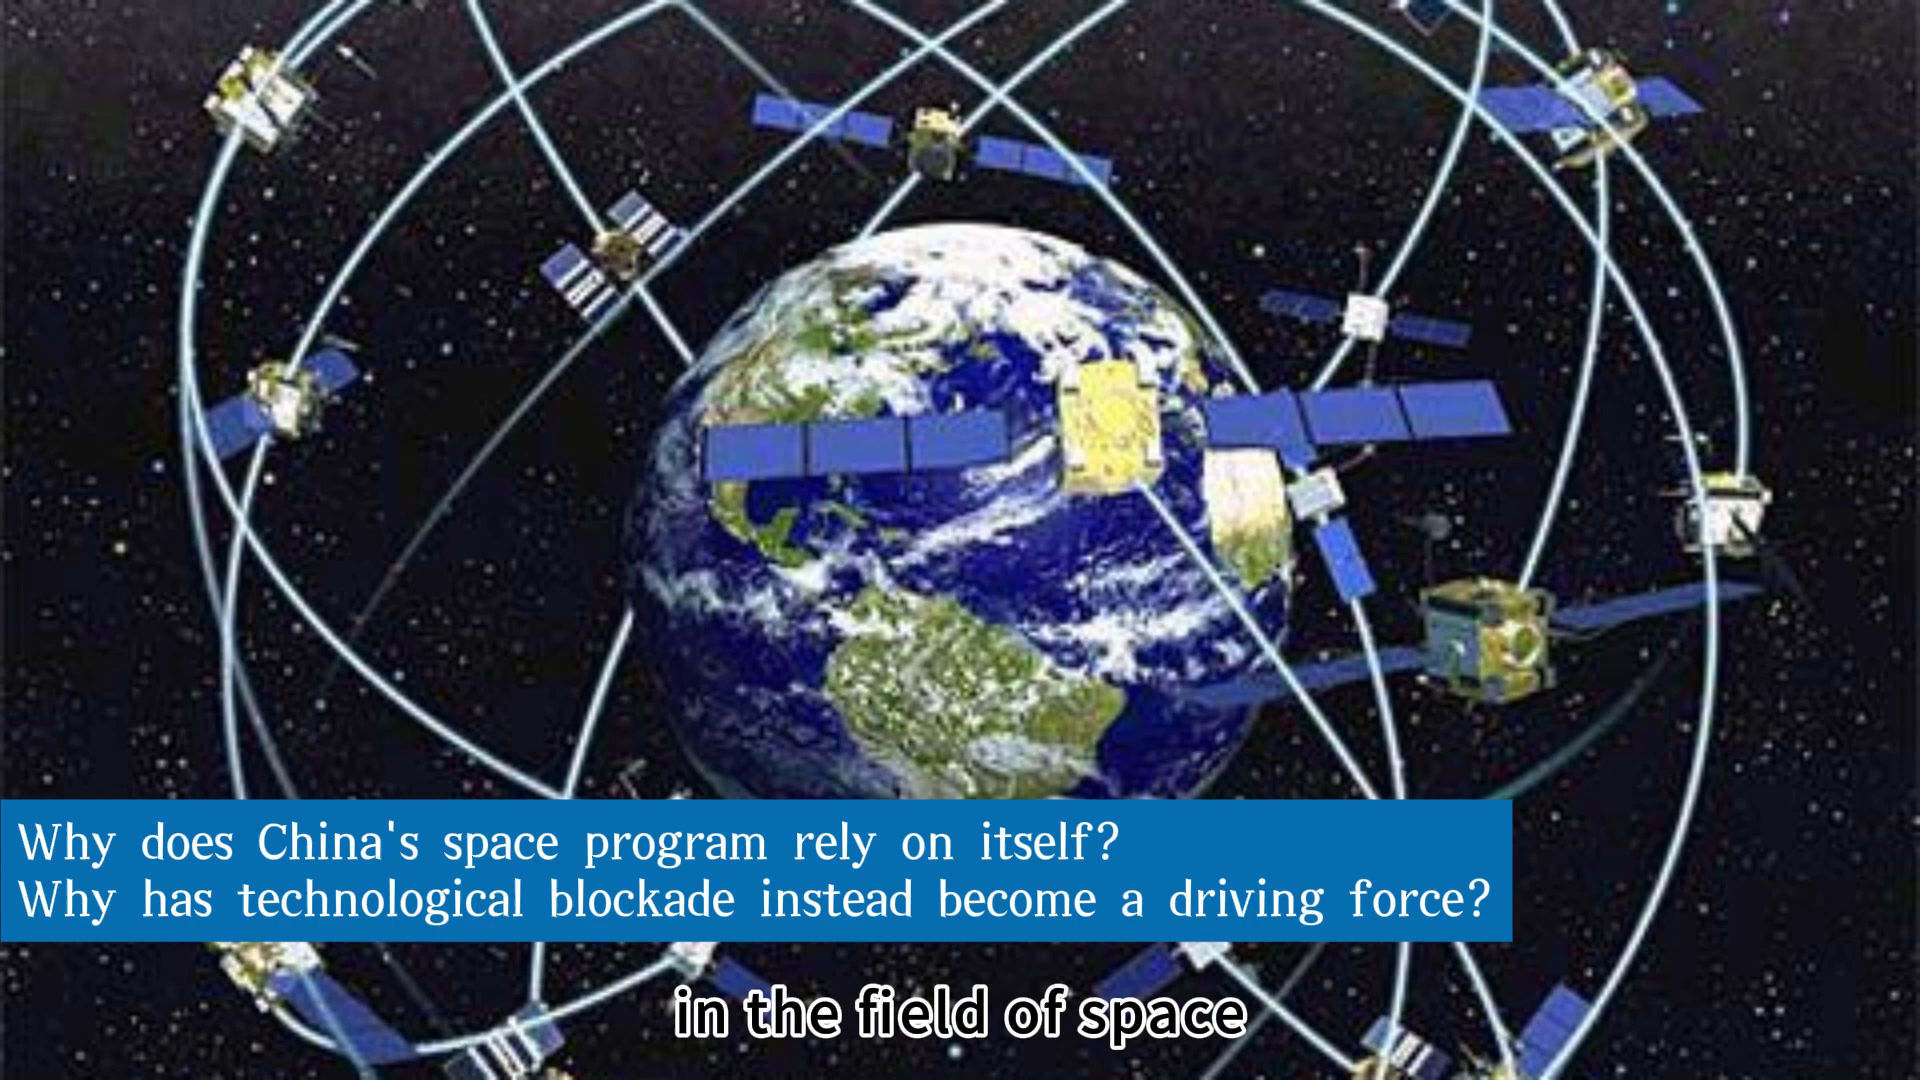 Why does China's space program rely on itself?
Why has technological blockade instead become a driving force?
in the field of space